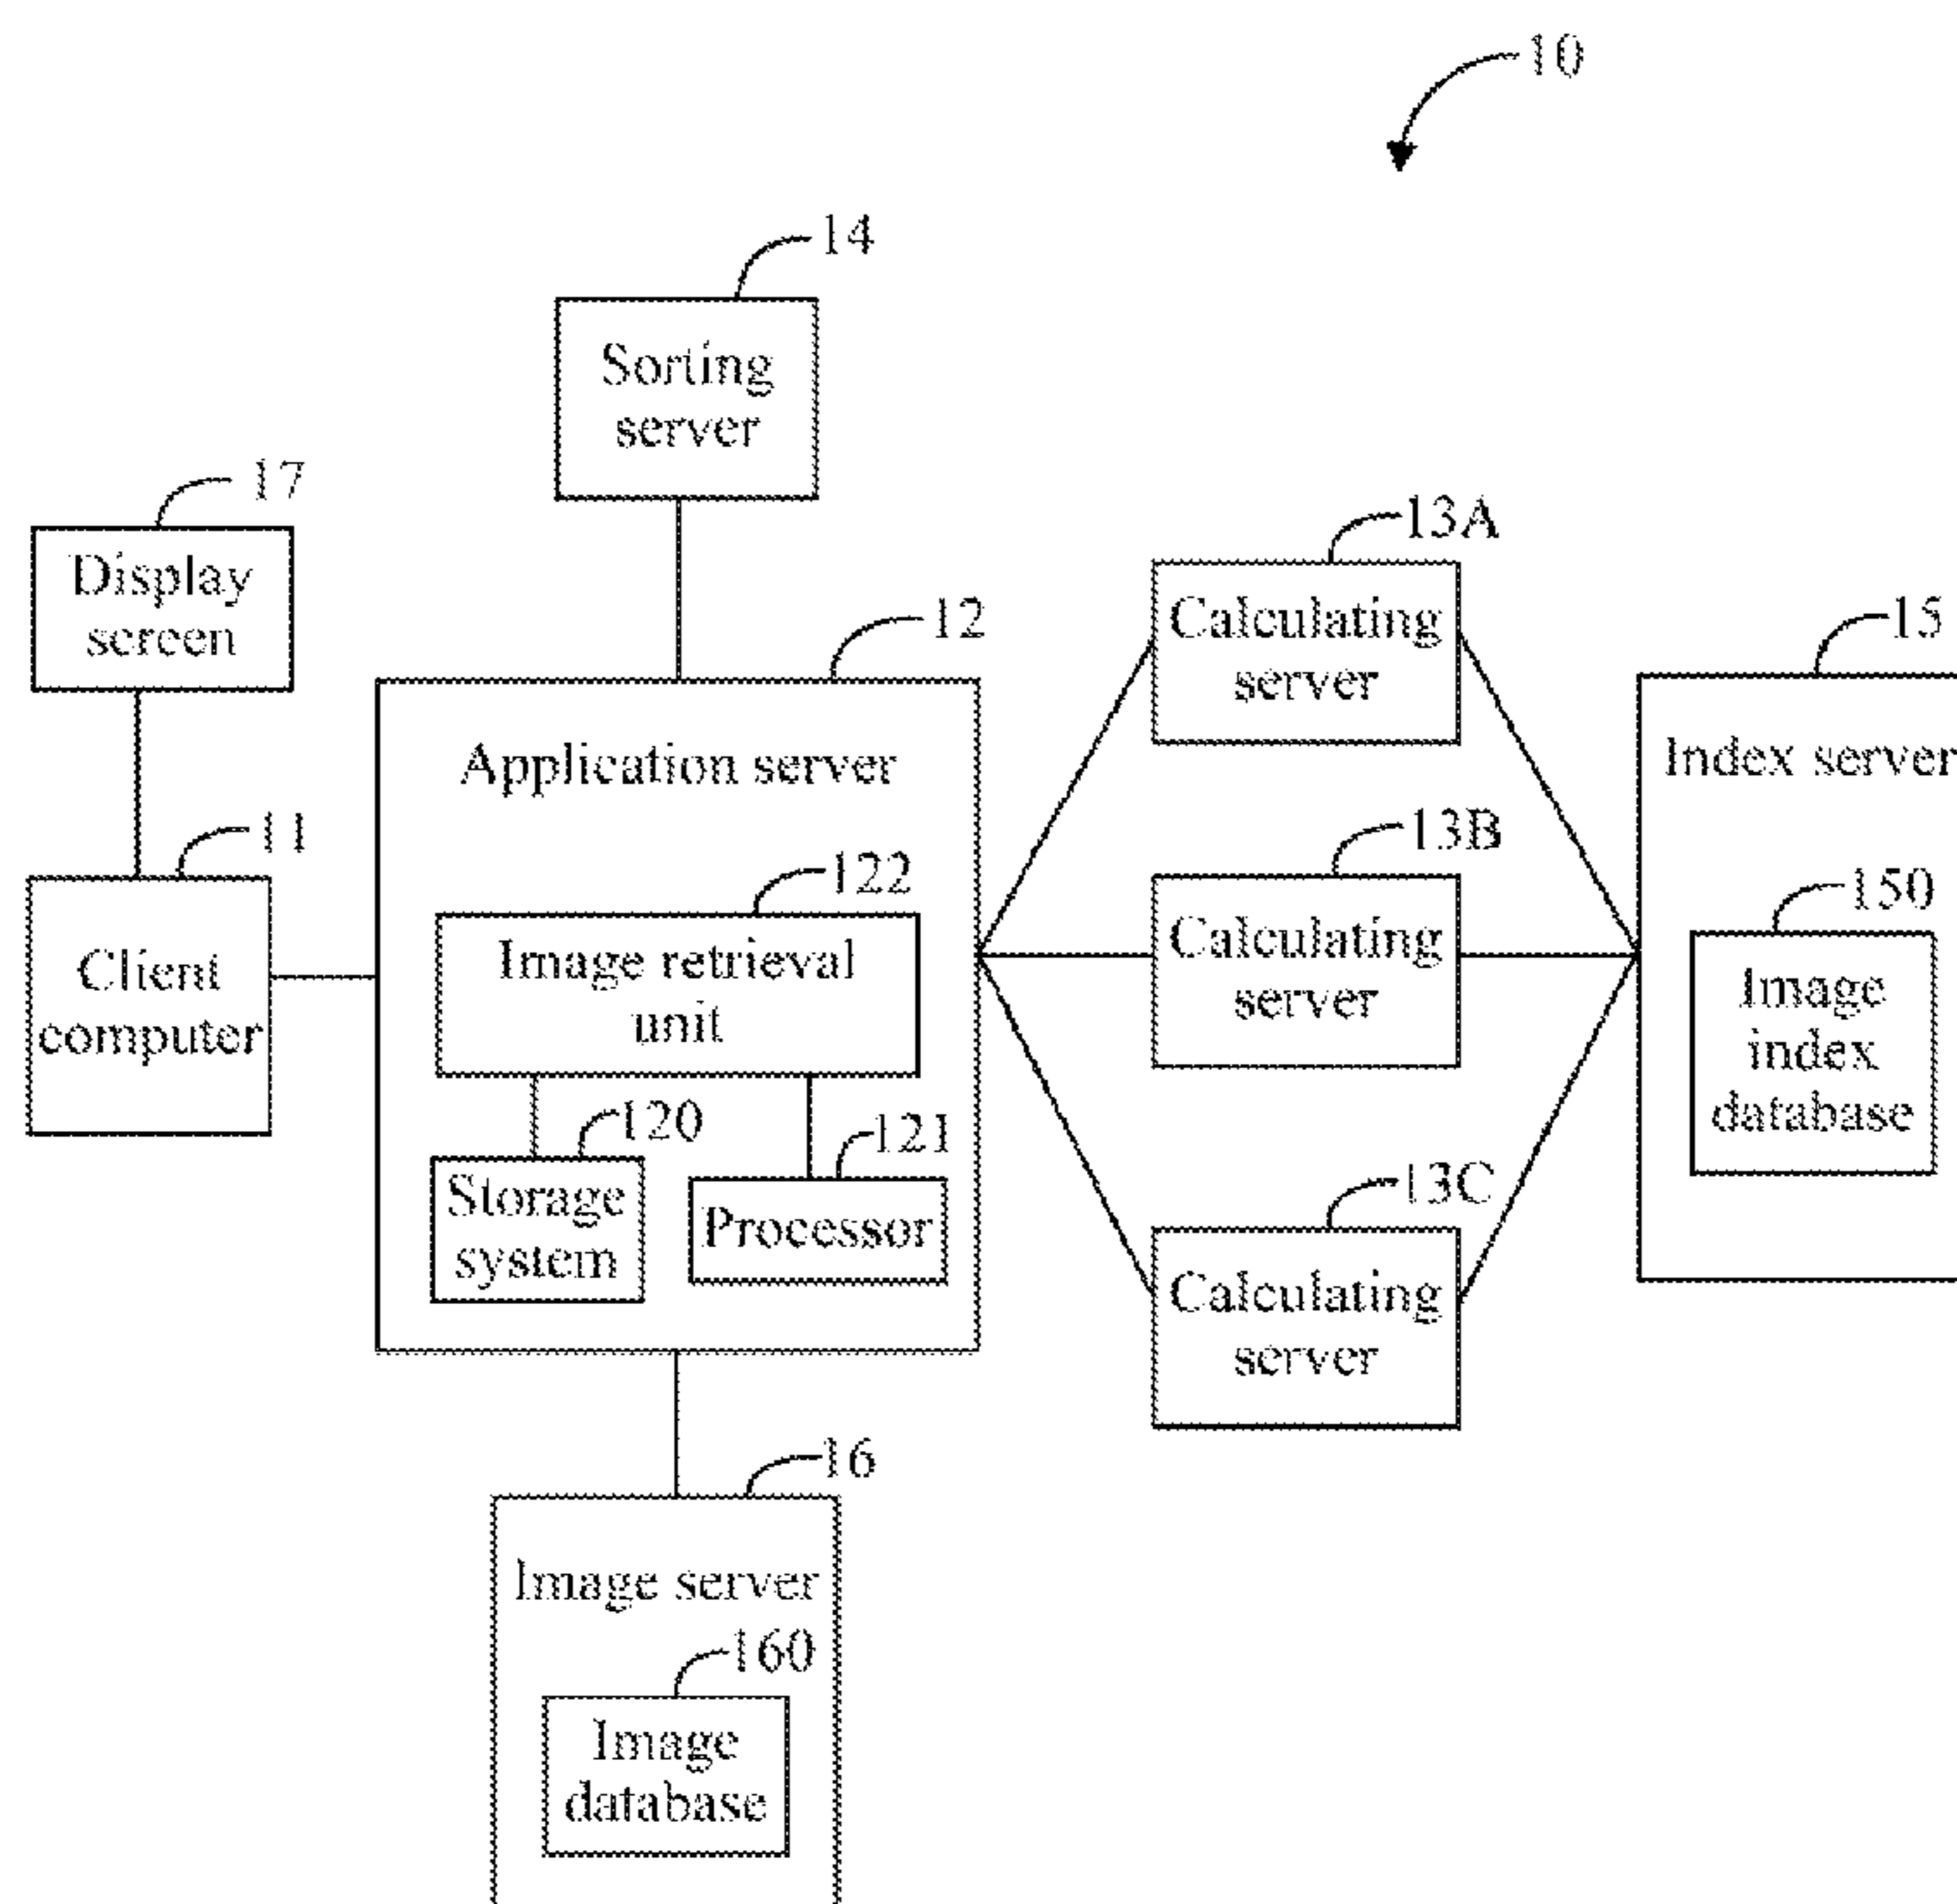 10
14
Sorting
server
17
Display
screen
12
Application server
13A
Calculating
server
15
Index server
11
Client
computer
122
Image retrieval
unit
13B
Calculating
server
150
Image
index
database
120
Storage
system
121
Processor
13C
Calculating
server
16
Image server
160
Image
database